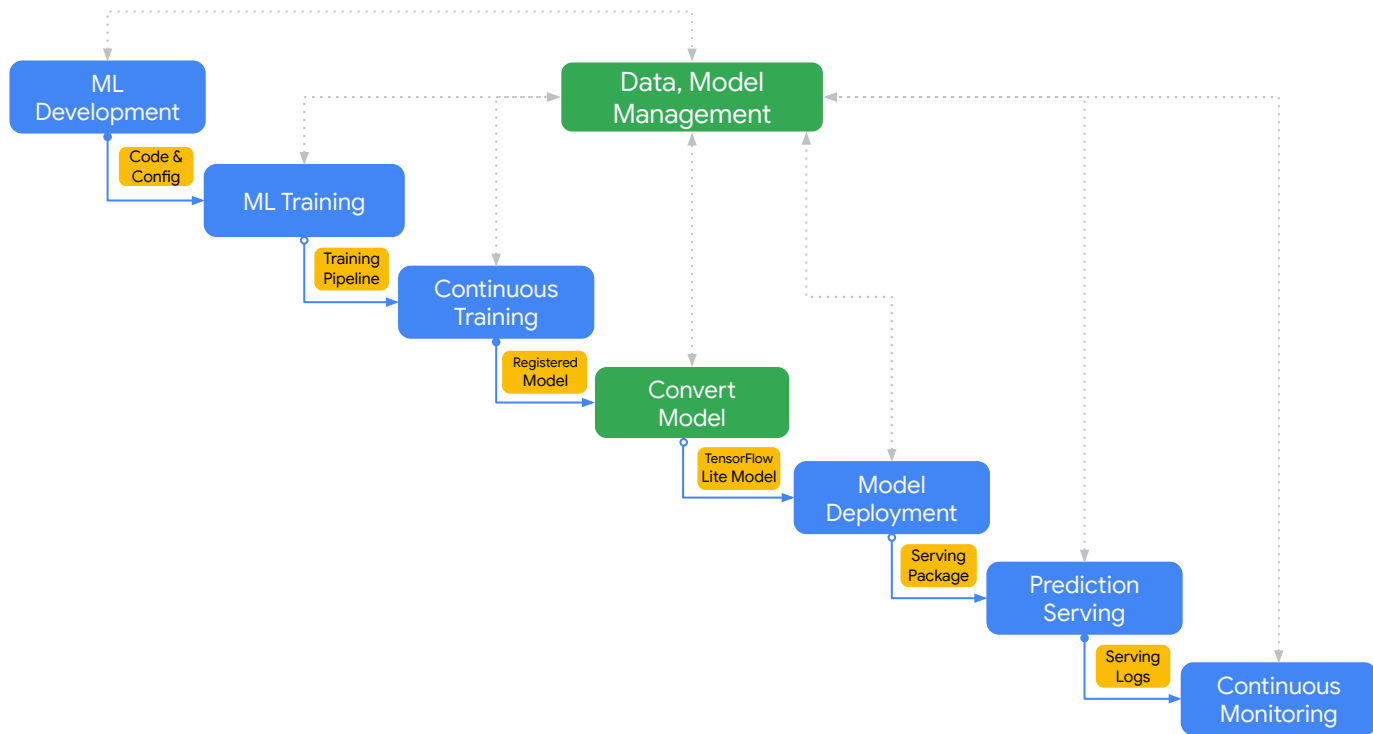 ML
Development
Data, Model
Management
Code &
Config
ML Training
Training
Pipeline
Continuous
Training
Registered
Model
Convert
Model
TensorFlow
Lite Model
Model
Deployment
Serving
Package
Prediction
Serving
Serving
Logs
Continuous
Monitoring